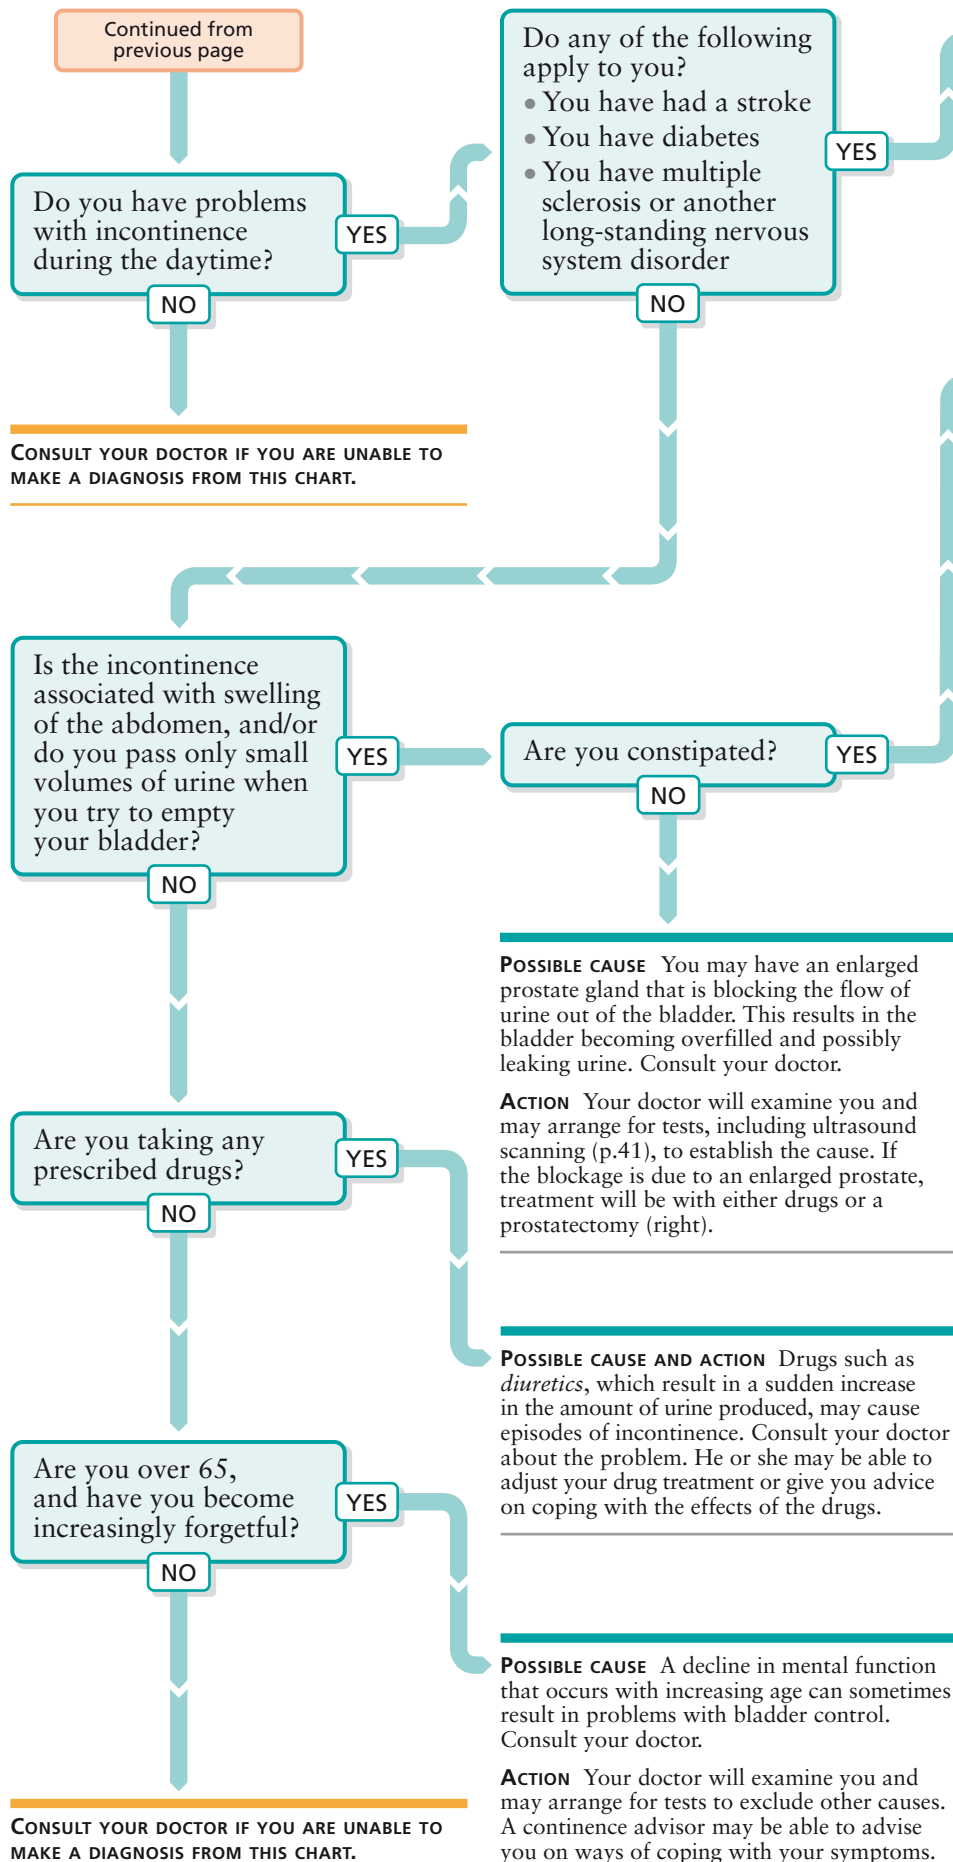 Continued from
previous page
Do you have problems
with incontinence
during the daytime?
YES
NO
CONSULT YOUR DOCTOR IF YOU ARE UNABLE TO
MAKE A DIAGNOSIS FROM THIS CHART.
Do any of the following
apply to you?
• You have had a stroke
• You have diabetes
• You have multiple
sclerosis or another
long-standing nervous
system disorder
YES
NO
Is the incontinence
associated with swelling
of the abdomen, and/or
do you pass only small
volumes of urine when
you try to empty
your bladder?
YES
NO
Are you constipated?
YES
NO
POSSIBLE CAUSE You may have an enlarged
prostate gland that is blocking the flow of
urine out of the bladder. This results in the
bladder becoming overfilled and possibly
leaking urine. Consult your doctor.
ACTION Your doctor will examine you and
may arrange for tests, including ultrasound
scanning (p.41), to establish the cause. If
the blockage is due to an enlarged prostate,
treatment will be with either drugs or a
prostatectomy (right).
Are you taking any
prescribed drugs?
YES
NO
POSSIBLE CAUSE AND ACTION Drugs such as
diuretics, which result in a sudden increase
in the amount of urine produced, may cause
episodes of incontinence. Consult your doctor
about the problem. He or she may be able to
adjust your drug treatment or give you advice
on coping with the effects of the drugs.
Are you over 65,
and have you become
increasingly forgetful?
YES
NO
POSSIBLE CAUSE A decline in mental function
that occurs with increasing age can sometimes
result in problems with bladder control.
Consult your doctor.
ACTION Your doctor will examine you and
may arrange for tests to exclude other causes.
A continence advisor may be able to advise
you on ways of coping with your symptoms.
CONSULT YOUR DOCTOR IF YOU ARE UNABLE TO
MAKE A DIAGNOSIS FROM THIS CHART.